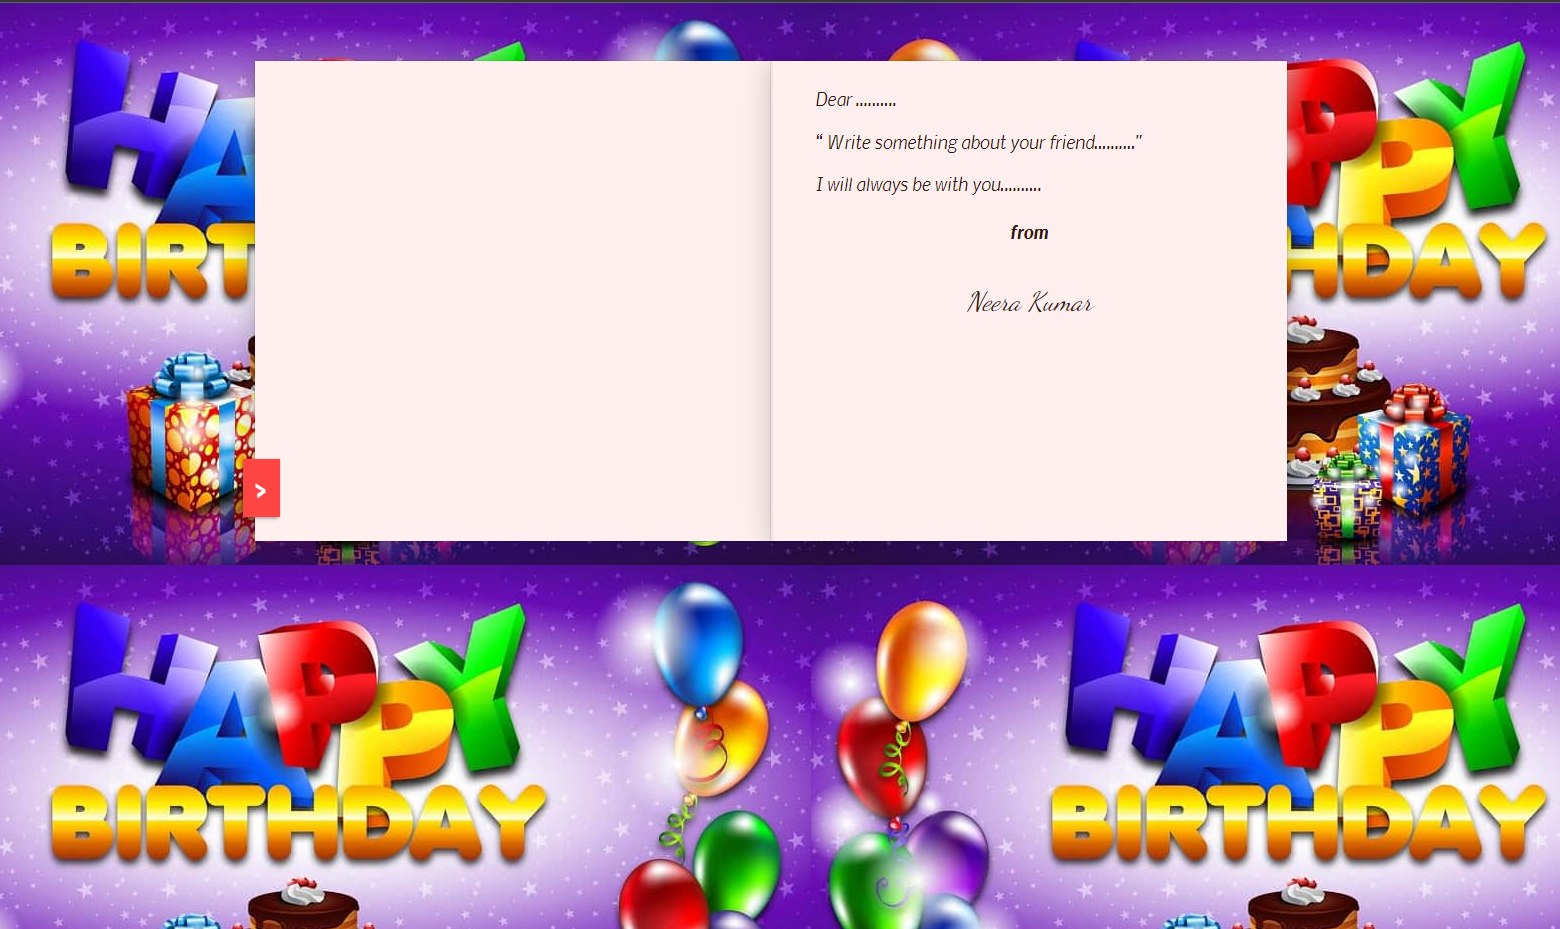 HAPPY
BIRTHDAY
HAPPY
BIRTHDAY
Dear ..........
“ Write something about your friend.........."
I will always be with you..........
from
Neera Kumar
>
HAPPY
BIRTHDAY
HAPPY
BIRTHDAY